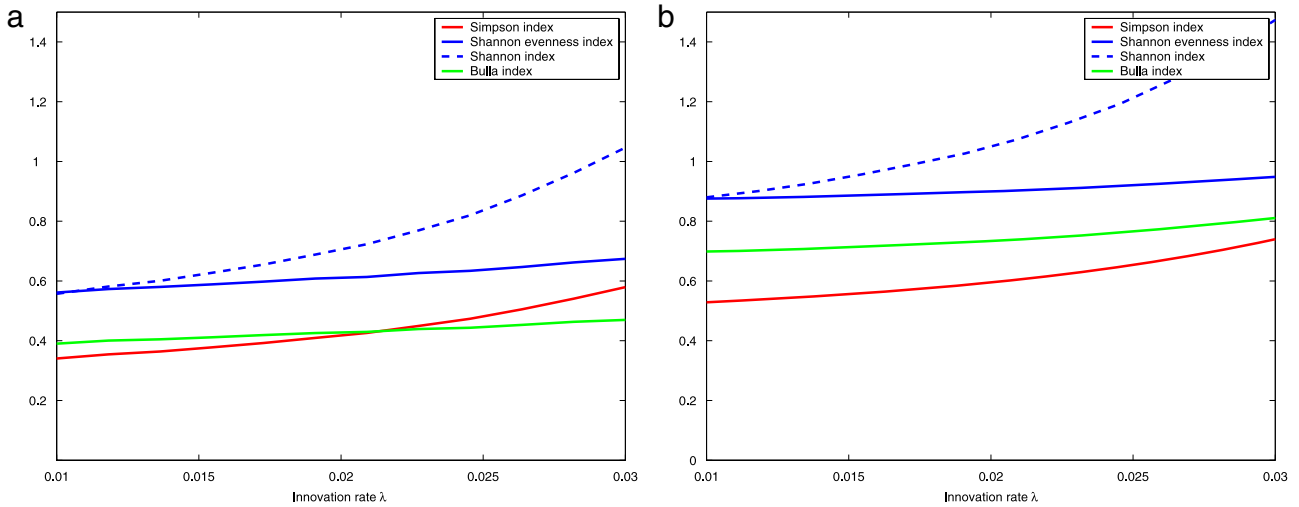 a
1.4
1.2
1
0.8
0.6
0.4
0.2
0.01 0.015 0.02 0.025 0.03
Innovation rate λ
Simpson index
Shannon evenness index
Shannon index
Bulla index
b
1.4
1.2
1
0.8
0.6
0.4
0.2
0
0.01 0.015 0.02 0.025 0.03
Innovation rate λ
Simpson index
Shannon evenness index
Shannon index
Bulla index